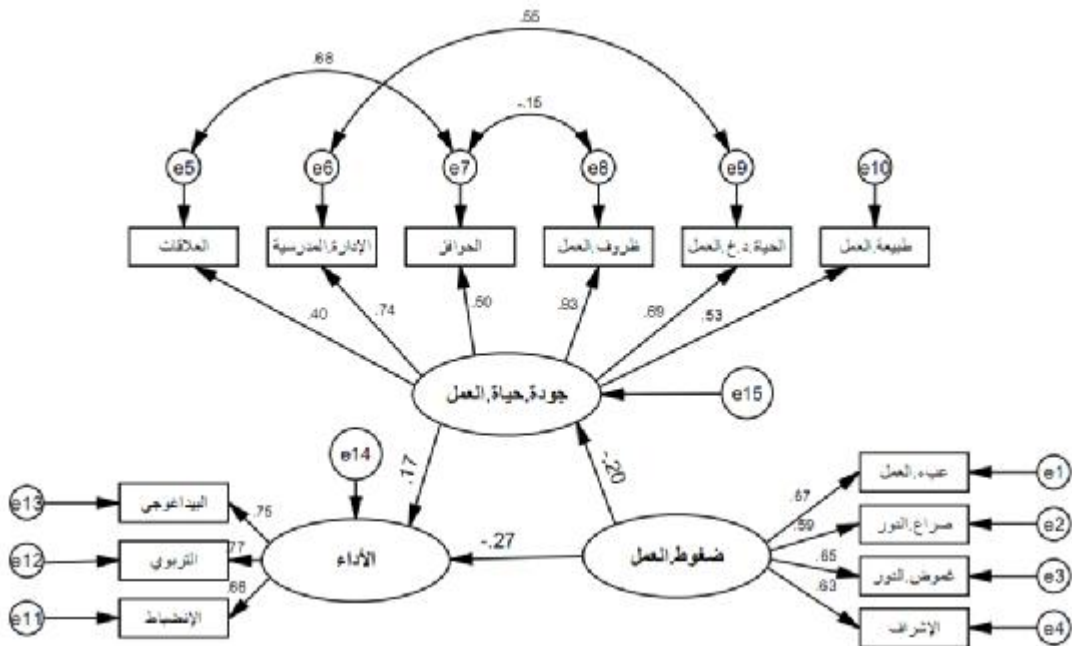 .55
.68
-.15
e5
e6
e7
e8
e9
e10
العلاقات
الإدارة.المدرسية
الحوافز
ظروف.العمل
الحياة.د.خ.العمل
طبيعة.العمل
.40
.74
.50
.93
.69
.53
جودة.حياة.العمل
e15
e14
.17
-.20
e13
البيداغوجي
.75
عبء.العمل
e1
.59
صراع.الدور
e2
e12
التربوي
.77
الأداء
-.27
ضغوط.العمل
.65
غموض.الدور
e3
.63
e11
الإنضباط
الإشراف
e4